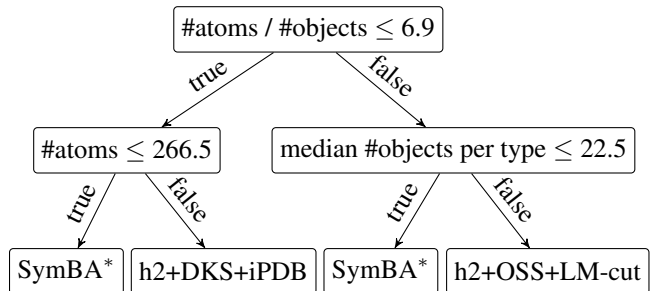 #atoms / #objects ≤ 6.9
true
false
#atoms ≤ 266.5
median #objects per type ≤ 22.5
true
false
true
false
SymBA*
h2+DKS+iPDB
SymBA*
h2+OSS+LM-cut